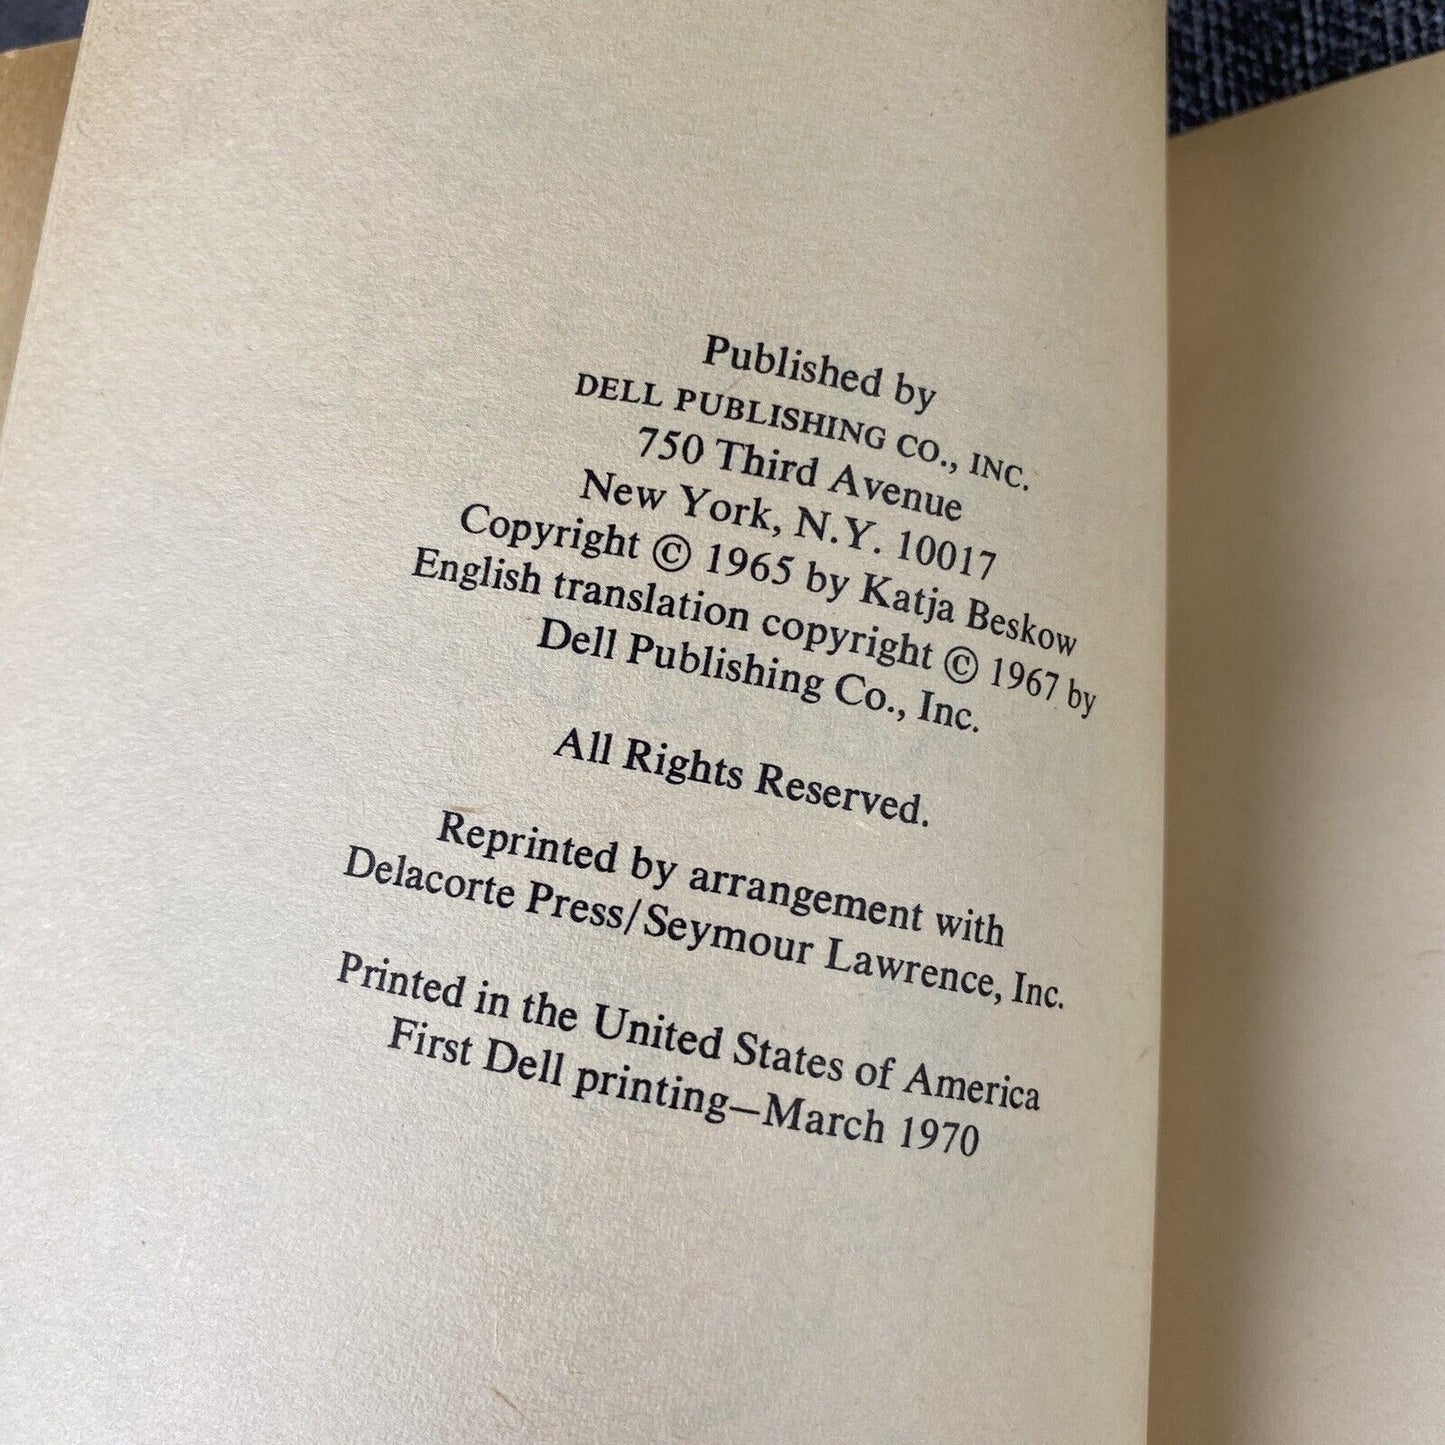 Published by
DELL PUBLISHING CO., INC.
750 Third Avenue
New York, N.Y. 10017
Copyright © 1965 by Katja Beskow
English translation copyright © 1967 by
Dell Publishing Co., Inc.
All Rights Reserved.
Reprinted by arrangement with
Delacorte Press/Seymour Lawrence, Inc.
Printed in the United States of America
First Dell printing—March 1970